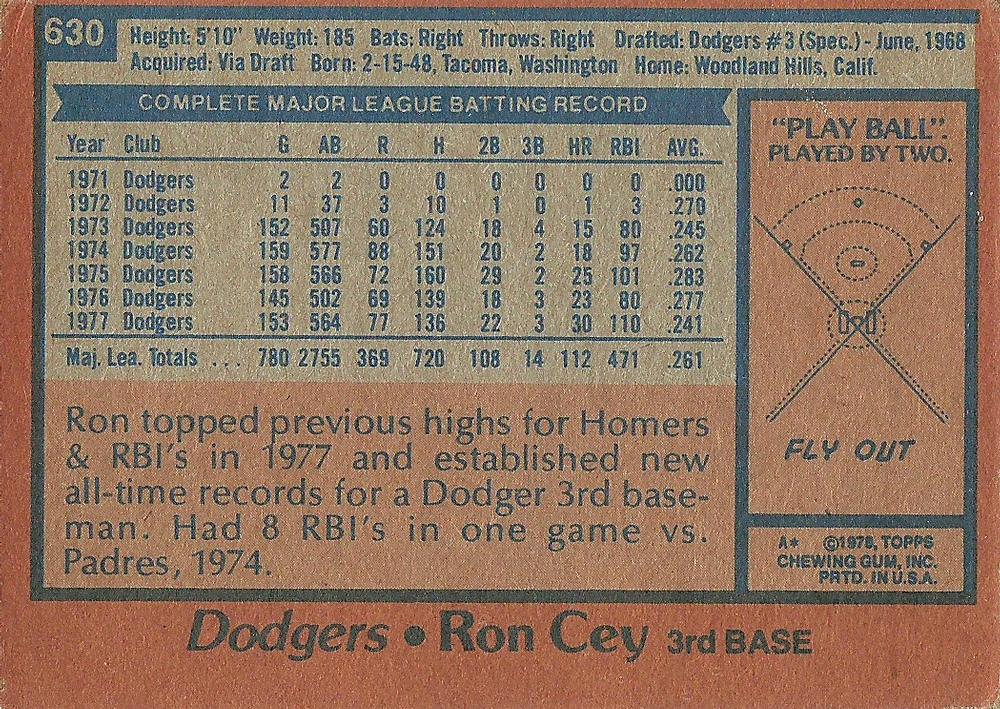 630
Height: 5'10" Weight: 185 Bats: Right Throws: Right Drafted: Dodgers #3 (Spec.) - June, 1968
Acquired: Via Draft Born: 2-15-48, Tacoma, Washington Home: Woodland Hills, Calif.
COMPLETE MAJOR LEAGUE BATTING RECORD
Year Club G AB R H 2B 3B HR RBI AVG.
1971 Dodgers 2 2 0 0 0 0 0 0 .000
1972 Dodgers 11 37 3 10 1 0 1 3 .270
1973 Dodgers 152 507 60 124 18 4 15 80 .245
1974 Dodgers 159 577 88 151 20 2 18 97 .262
1975 Dodgers 158 566 72 160 29 2 25 101 .283
1976 Dodgers 145 502 69 139 18 3 23 80 .277
1977 Dodgers 153 564 77 136 22 3 30 110 .241
Maj. Lea. Totals ... 780 2755 369 720 108 14 112 471 .261
Ron topped previous highs for Homers
& RBI's in 1977 and established new
all-time records for a Dodger 3rd base-
man. Had 8 RBI's in one game vs.
Padres, 1974.
"PLAY BALL".
PLAYED BY TWO.
FLY OUT
A* ©1978, TOPPS
CHEWING GUM, INC.
PRTD. IN U.S.A.
Dodgers • Ron Cey 3rd BASE